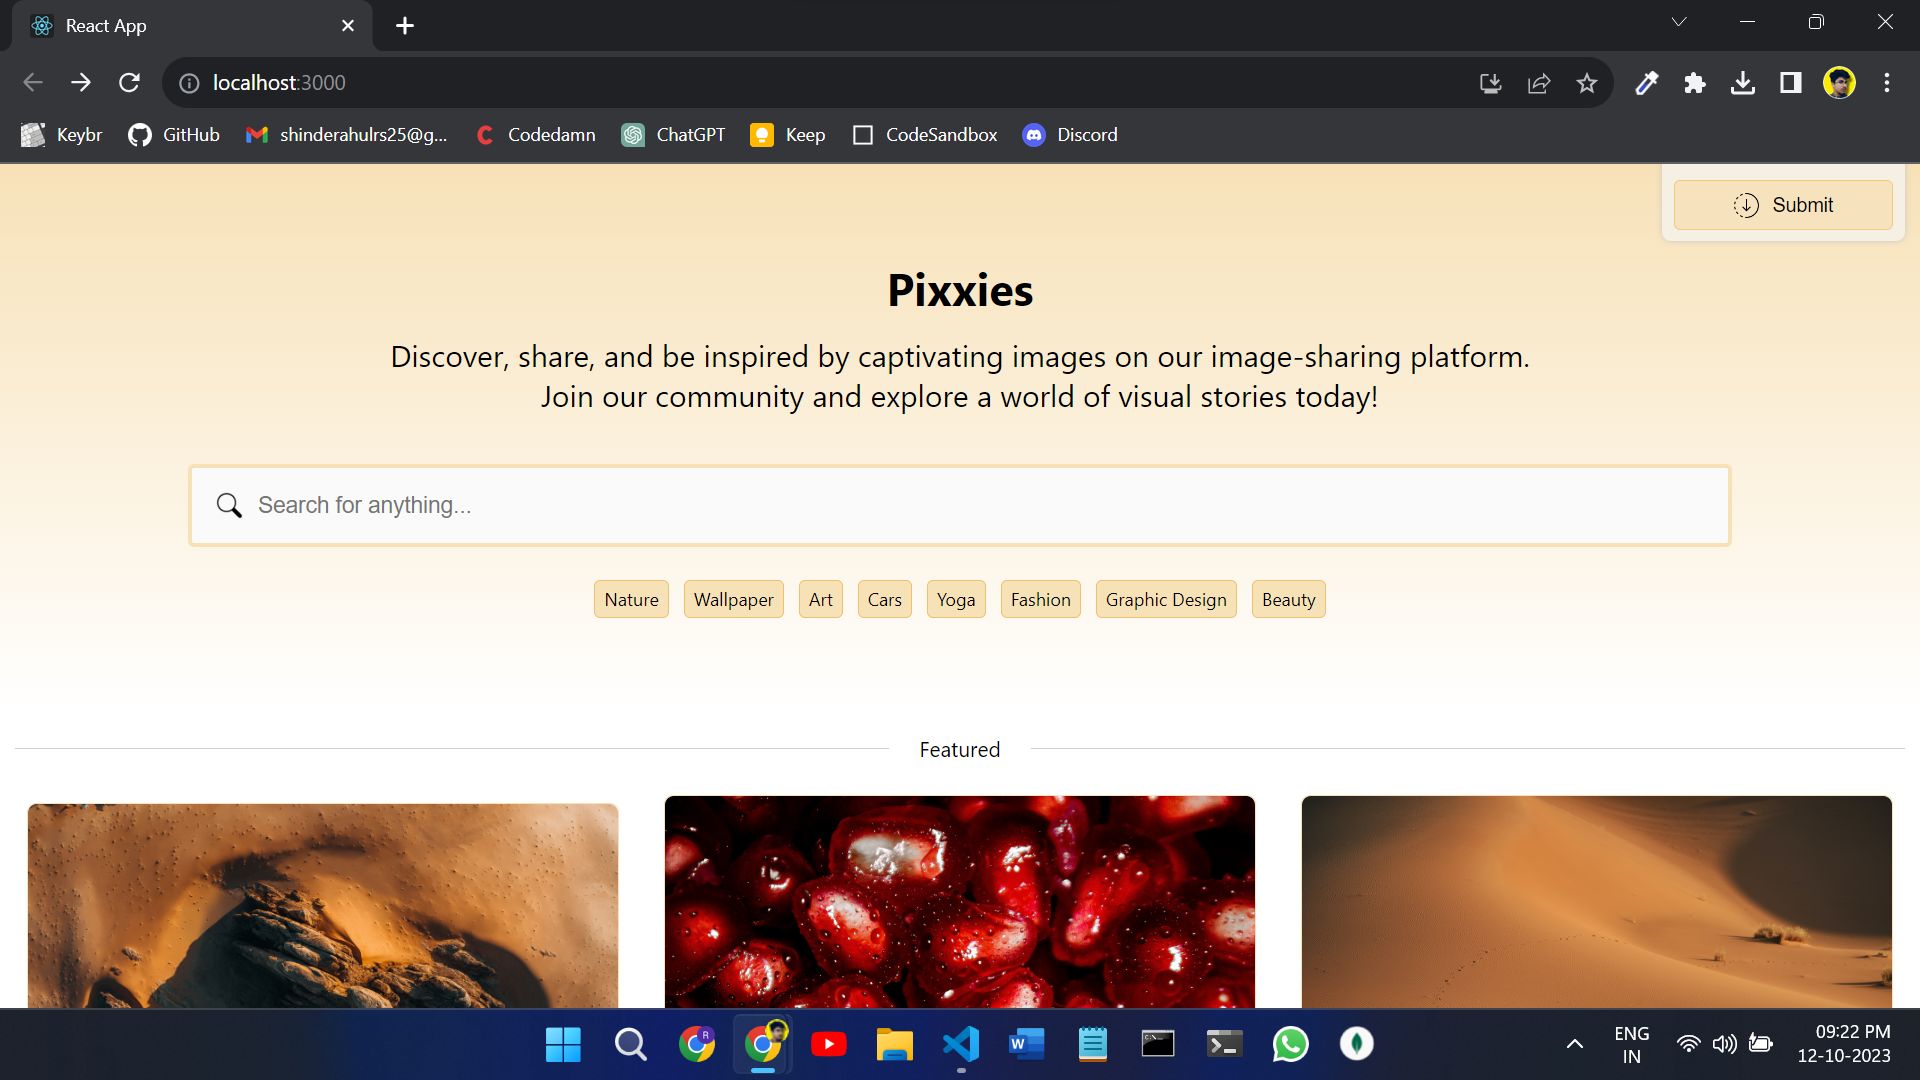 React App
localhost:3000
Keybr
GitHub
shinderahulrs25@g...
Codedamn
ChatGPT
Keep
CodeSandbox
Discord
Submit
Pixxies
Discover, share, and be inspired by captivating images on our image-sharing platform.
Join our community and explore a world of visual stories today!
Search for anything...
Nature
Wallpaper
Art
Cars
Yoga
Fashion
Graphic Design
Beauty
Featured
ENG
IN
09:22 PM
12-10-2023